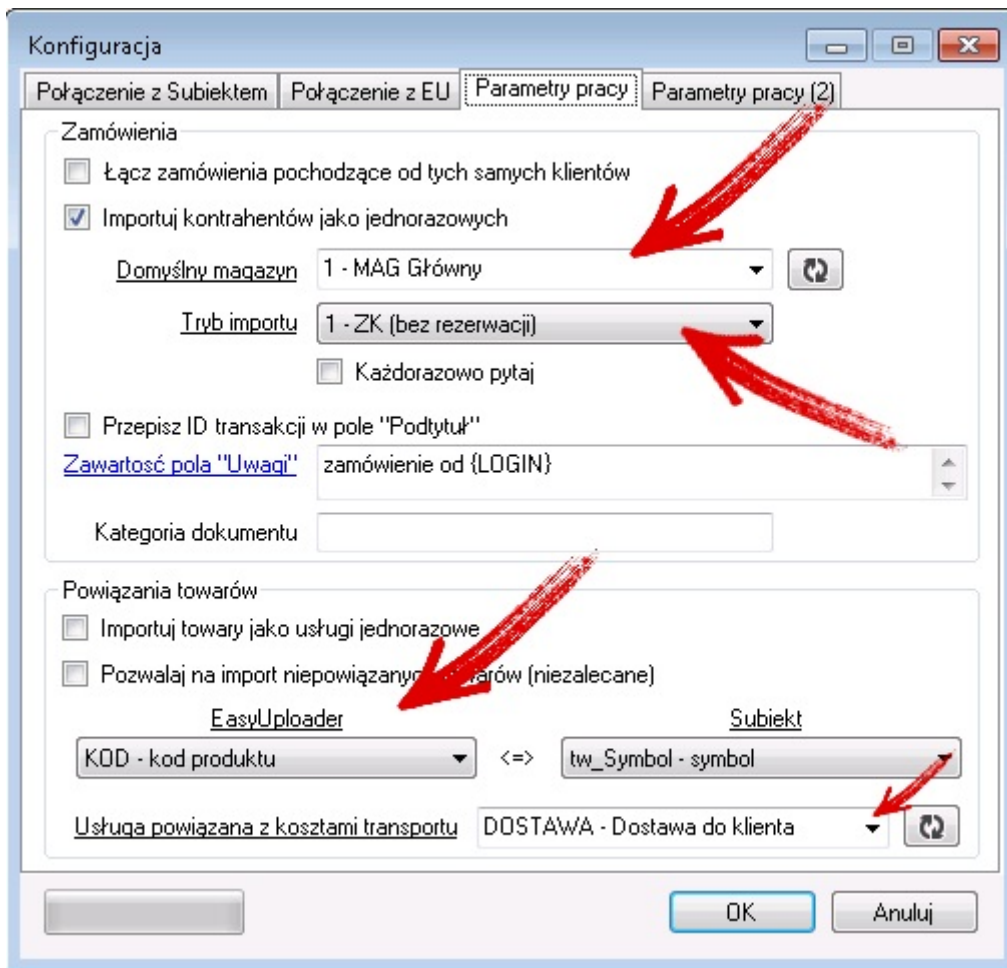 Konfiguracja
Połączenie z Subiektem Połączenie z EU Parametry pracy Parametry pracy (2)
Zamówienia
Łącz zamówienia pochodzące od tych samych klientów
Importuj kontrahentów jako jednorazowych
Domyślny magazyn 1 - MAG Główny
Tryb importu 1 - ZK (bez rezerwacji)
Każdorazowo pytaj
Przepisz ID transakcji w pole "Podtytuł"
Zawartość pola "Uwagi" zamówienie od {LOGIN}
Kategoria dokumentu
Powiązania towarów
Importuj towary jako usługi jednorazowe
Pozwalaj na import niepowiązanych towarów (niezalecane)
EasyUploader Subiekt
KOD - kod produktu <=> tw_Symbol - symbol
Usługa powiązana z kosztami transportu DOSTAWA - Dostawa do klienta
OK Anuluj